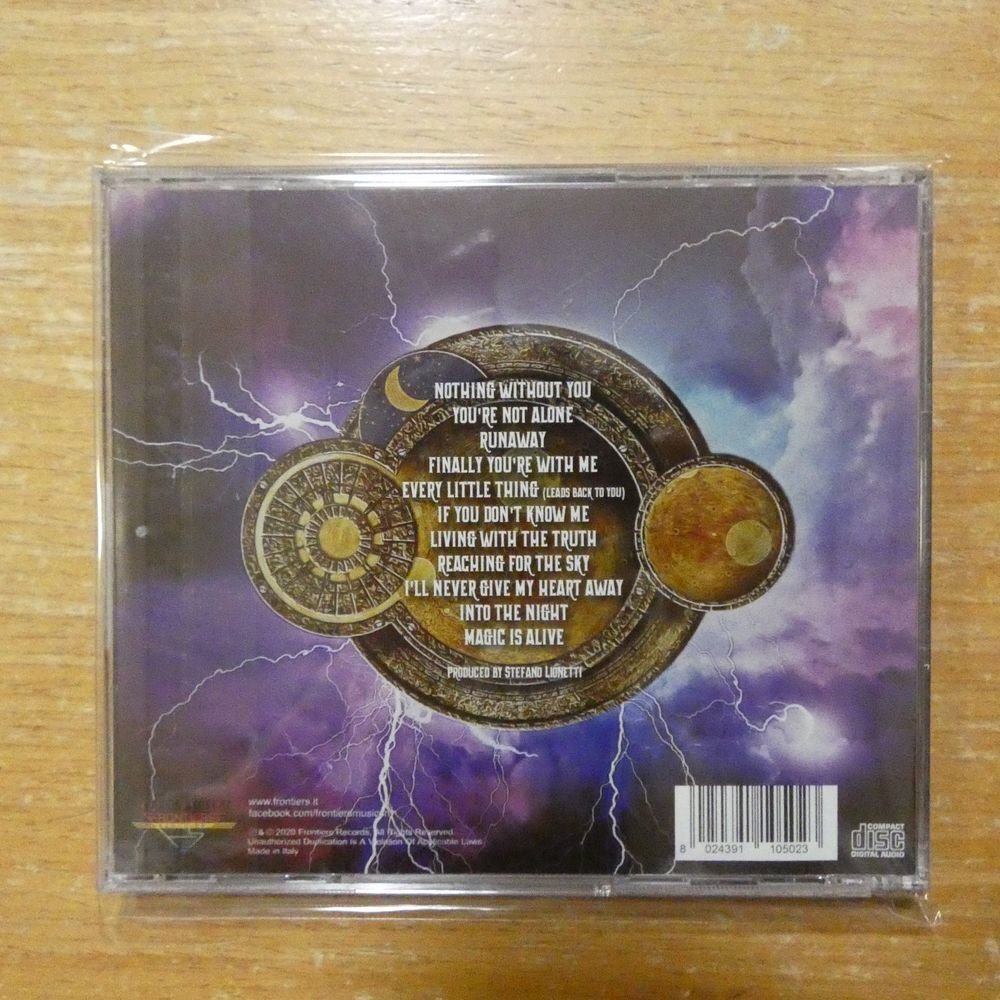 NOTHING WITHOUT YOU
YOU'RE NOT ALONE
RUNAWAY
FINALLY YOU'RE WITH ME
EVERY LITTLE THING (LEADS BACK TO YOU)
IF YOU DON'T KNOW ME
LIVING WITH THE TRUTH
REACHING FOR THE SKY
I'LL NEVER GIVE MY HEART AWAY
INTO THE NIGHT
MAGIC IS ALIVE
PRODUCED BY STEFANO LIONETTI
www.frontiers.it
facebook.com/frontiersmusicsrl
℗ & © 2020 Frontiers Records, All Rights Reserved.
Unauthorized Duplication Is A Violation Of Applicable Laws
Made in Italy
8 024391 105023
COMPACT
disc
DIGITAL AUDIO